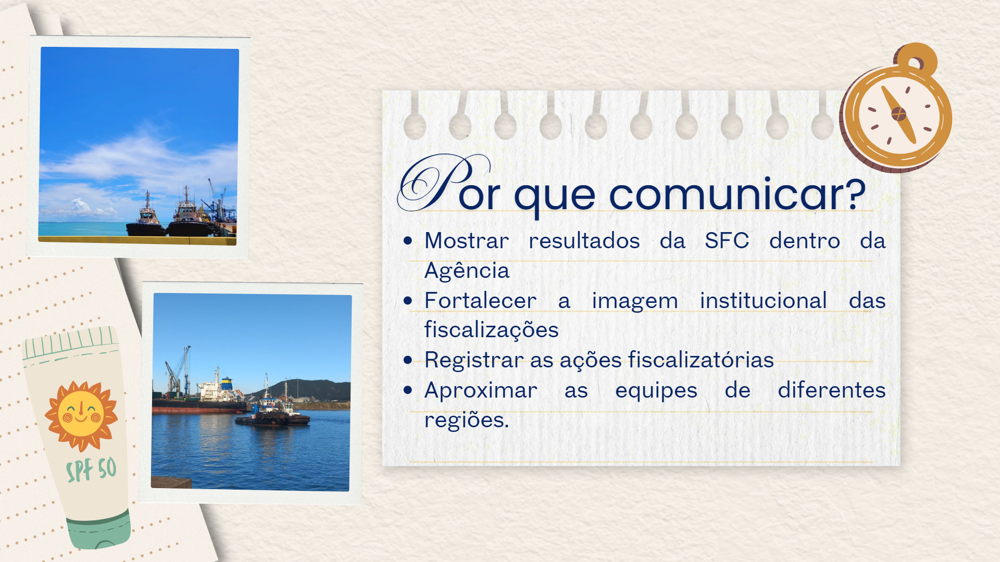 Por que comunicar?
• Mostrar resultados da SFC dentro da
Agência
• Fortalecer a imagem institucional das
fiscalizações
• Registrar as ações fiscalizatórias
• Aproximar as equipes de diferentes
regiões.
SPF 50